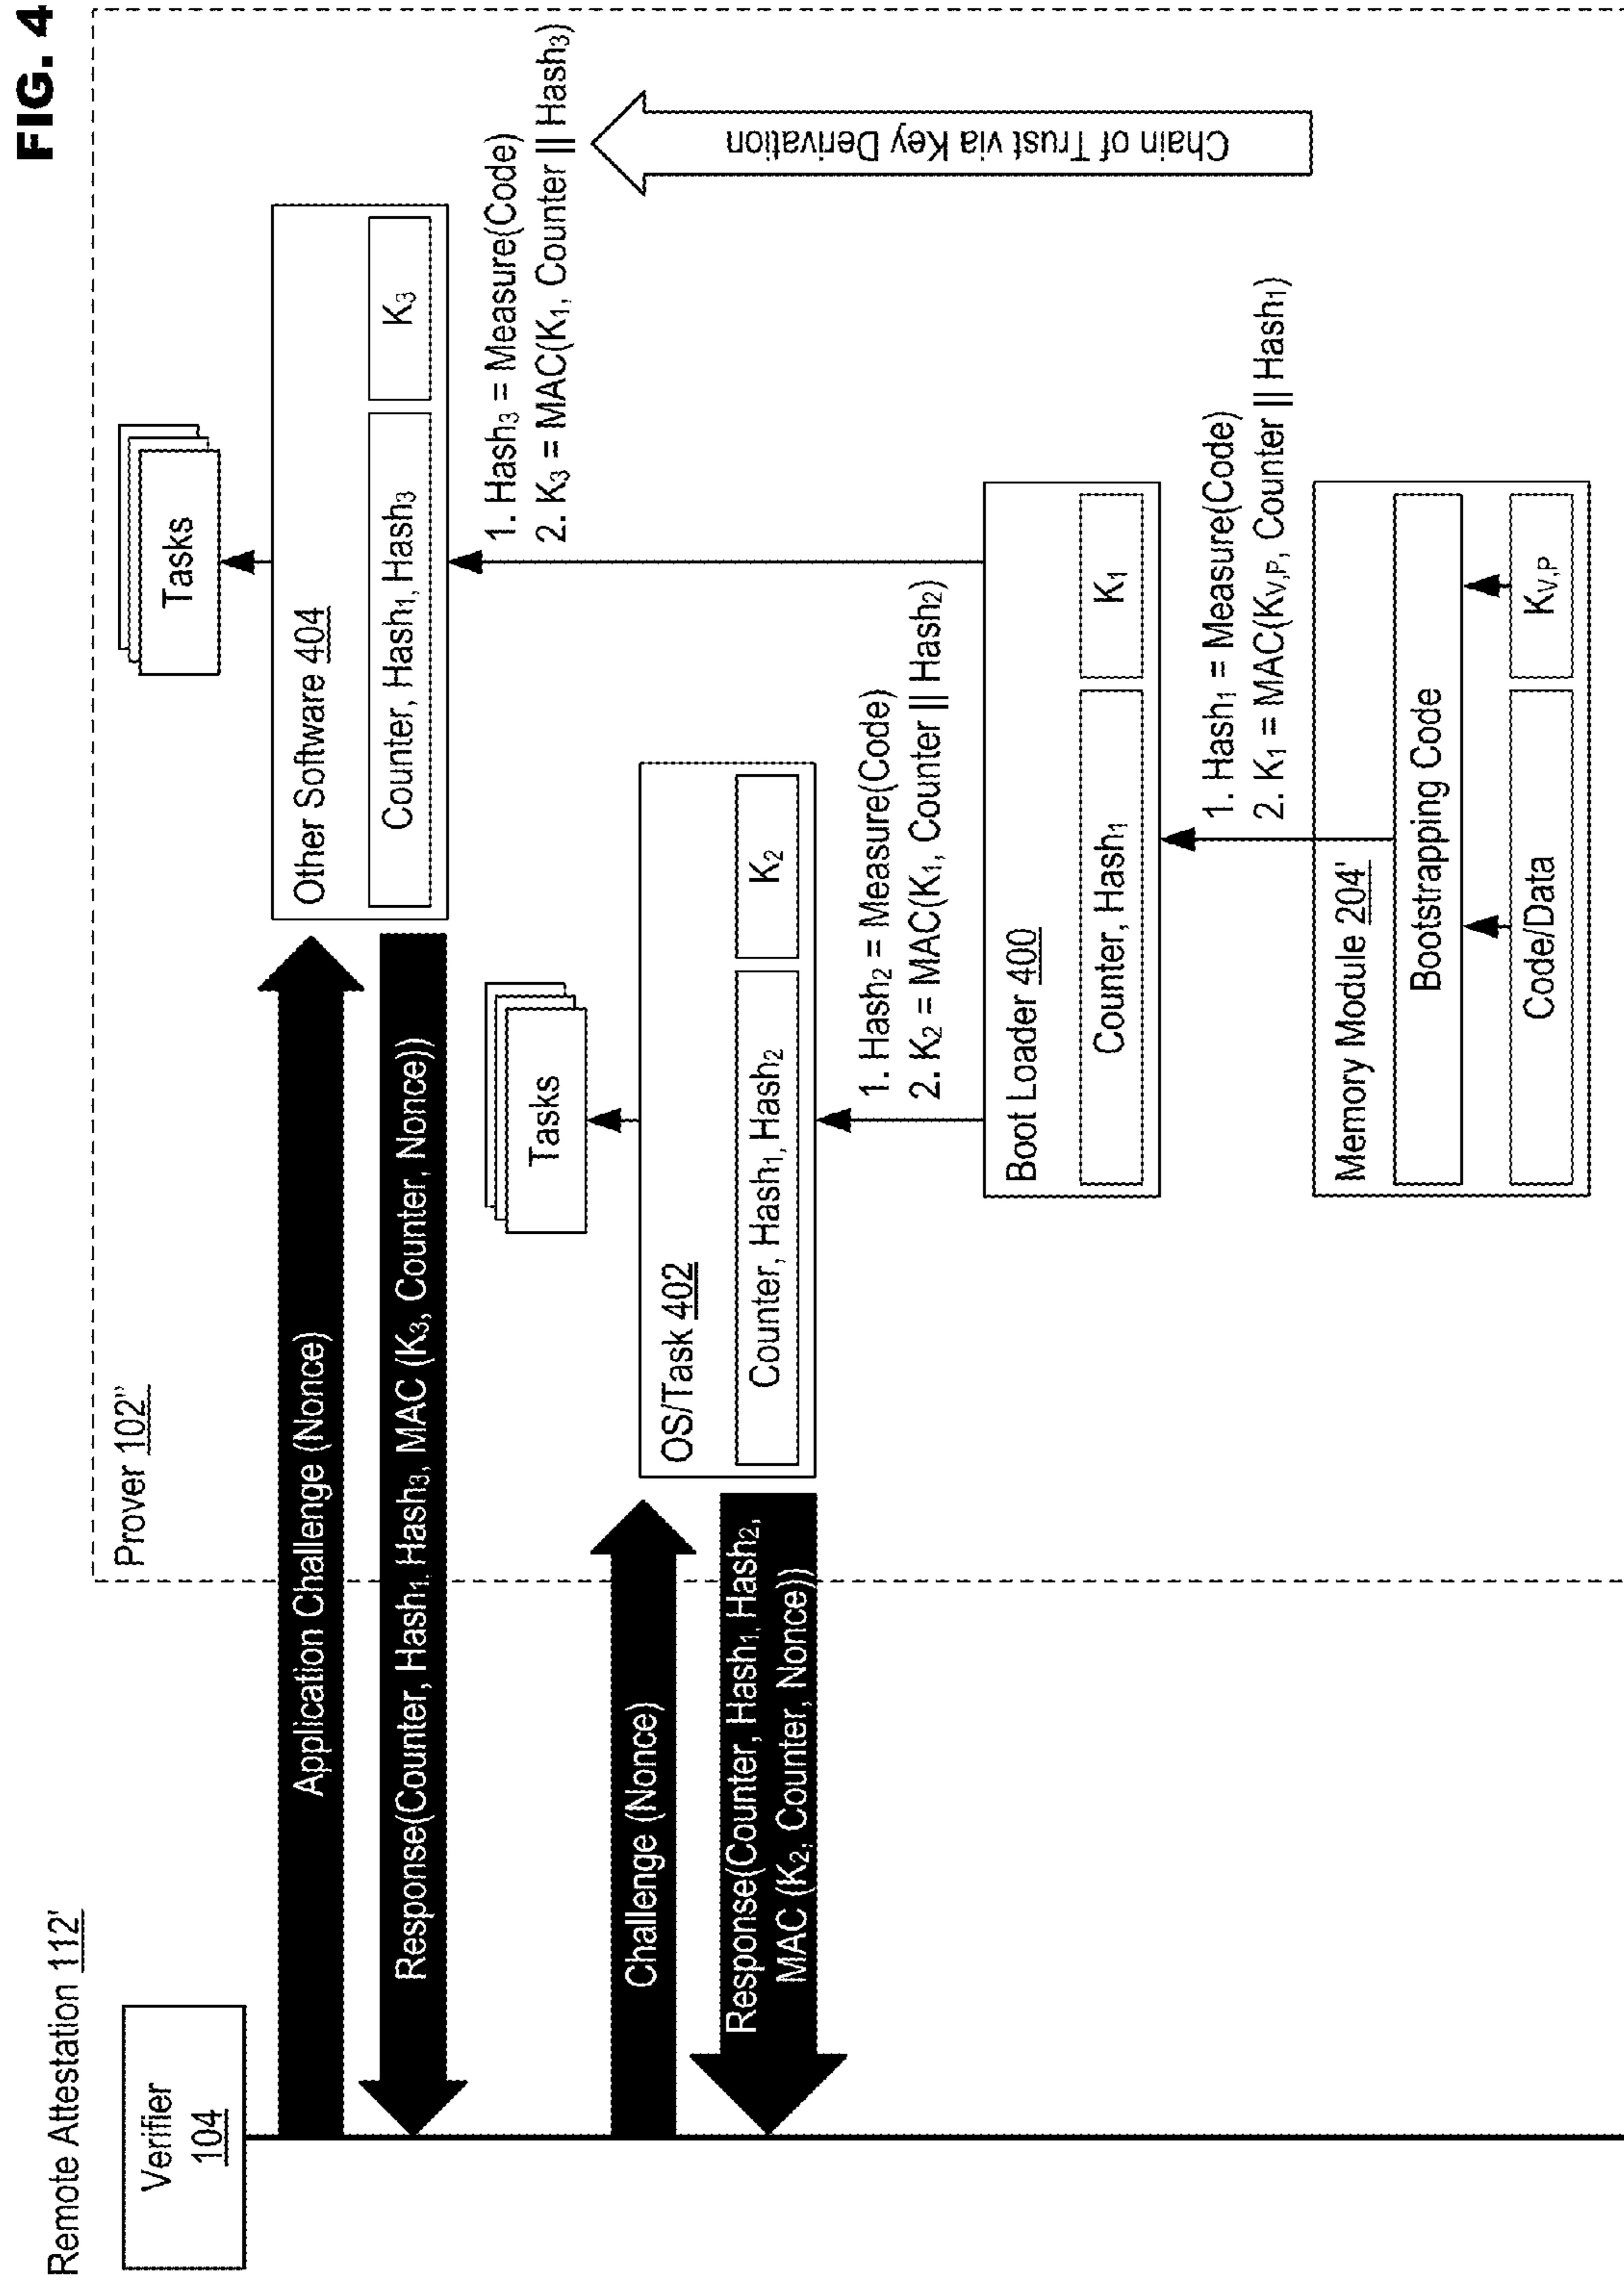 FIG. 4
Remote Attestation 112'
Verifier
104
Prover 102"
Application Challenge (Nonce)
Response(Counter, Hash₁, Hash₃, MAC (K₃, Counter, Nonce))
Challenge (Nonce)
Response(Counter, Hash₁, Hash₂,
MAC (K₂, Counter, Nonce))
Tasks
Other Software 404
Counter, Hash₁, Hash₃
K₃
1. Hash₃ = Measure(Code)
2. K₃ = MAC(K₁, Counter || Hash₃)
Tasks
OS/Task 402
Counter, Hash₁, Hash₂
K₂
1. Hash₂ = Measure(Code)
2. K₂ = MAC(K₁, Counter || Hash₂)
Boot Loader 400
Counter, Hash₁
K₁
1. Hash₁ = Measure(Code)
2. K₁ = MAC(Kᵥ,ₚ, Counter || Hash₁)
Memory Module 204'
Bootstrapping Code
Code/Data
Kᵥ,ₚ
Chain of Trust via Key Derivation